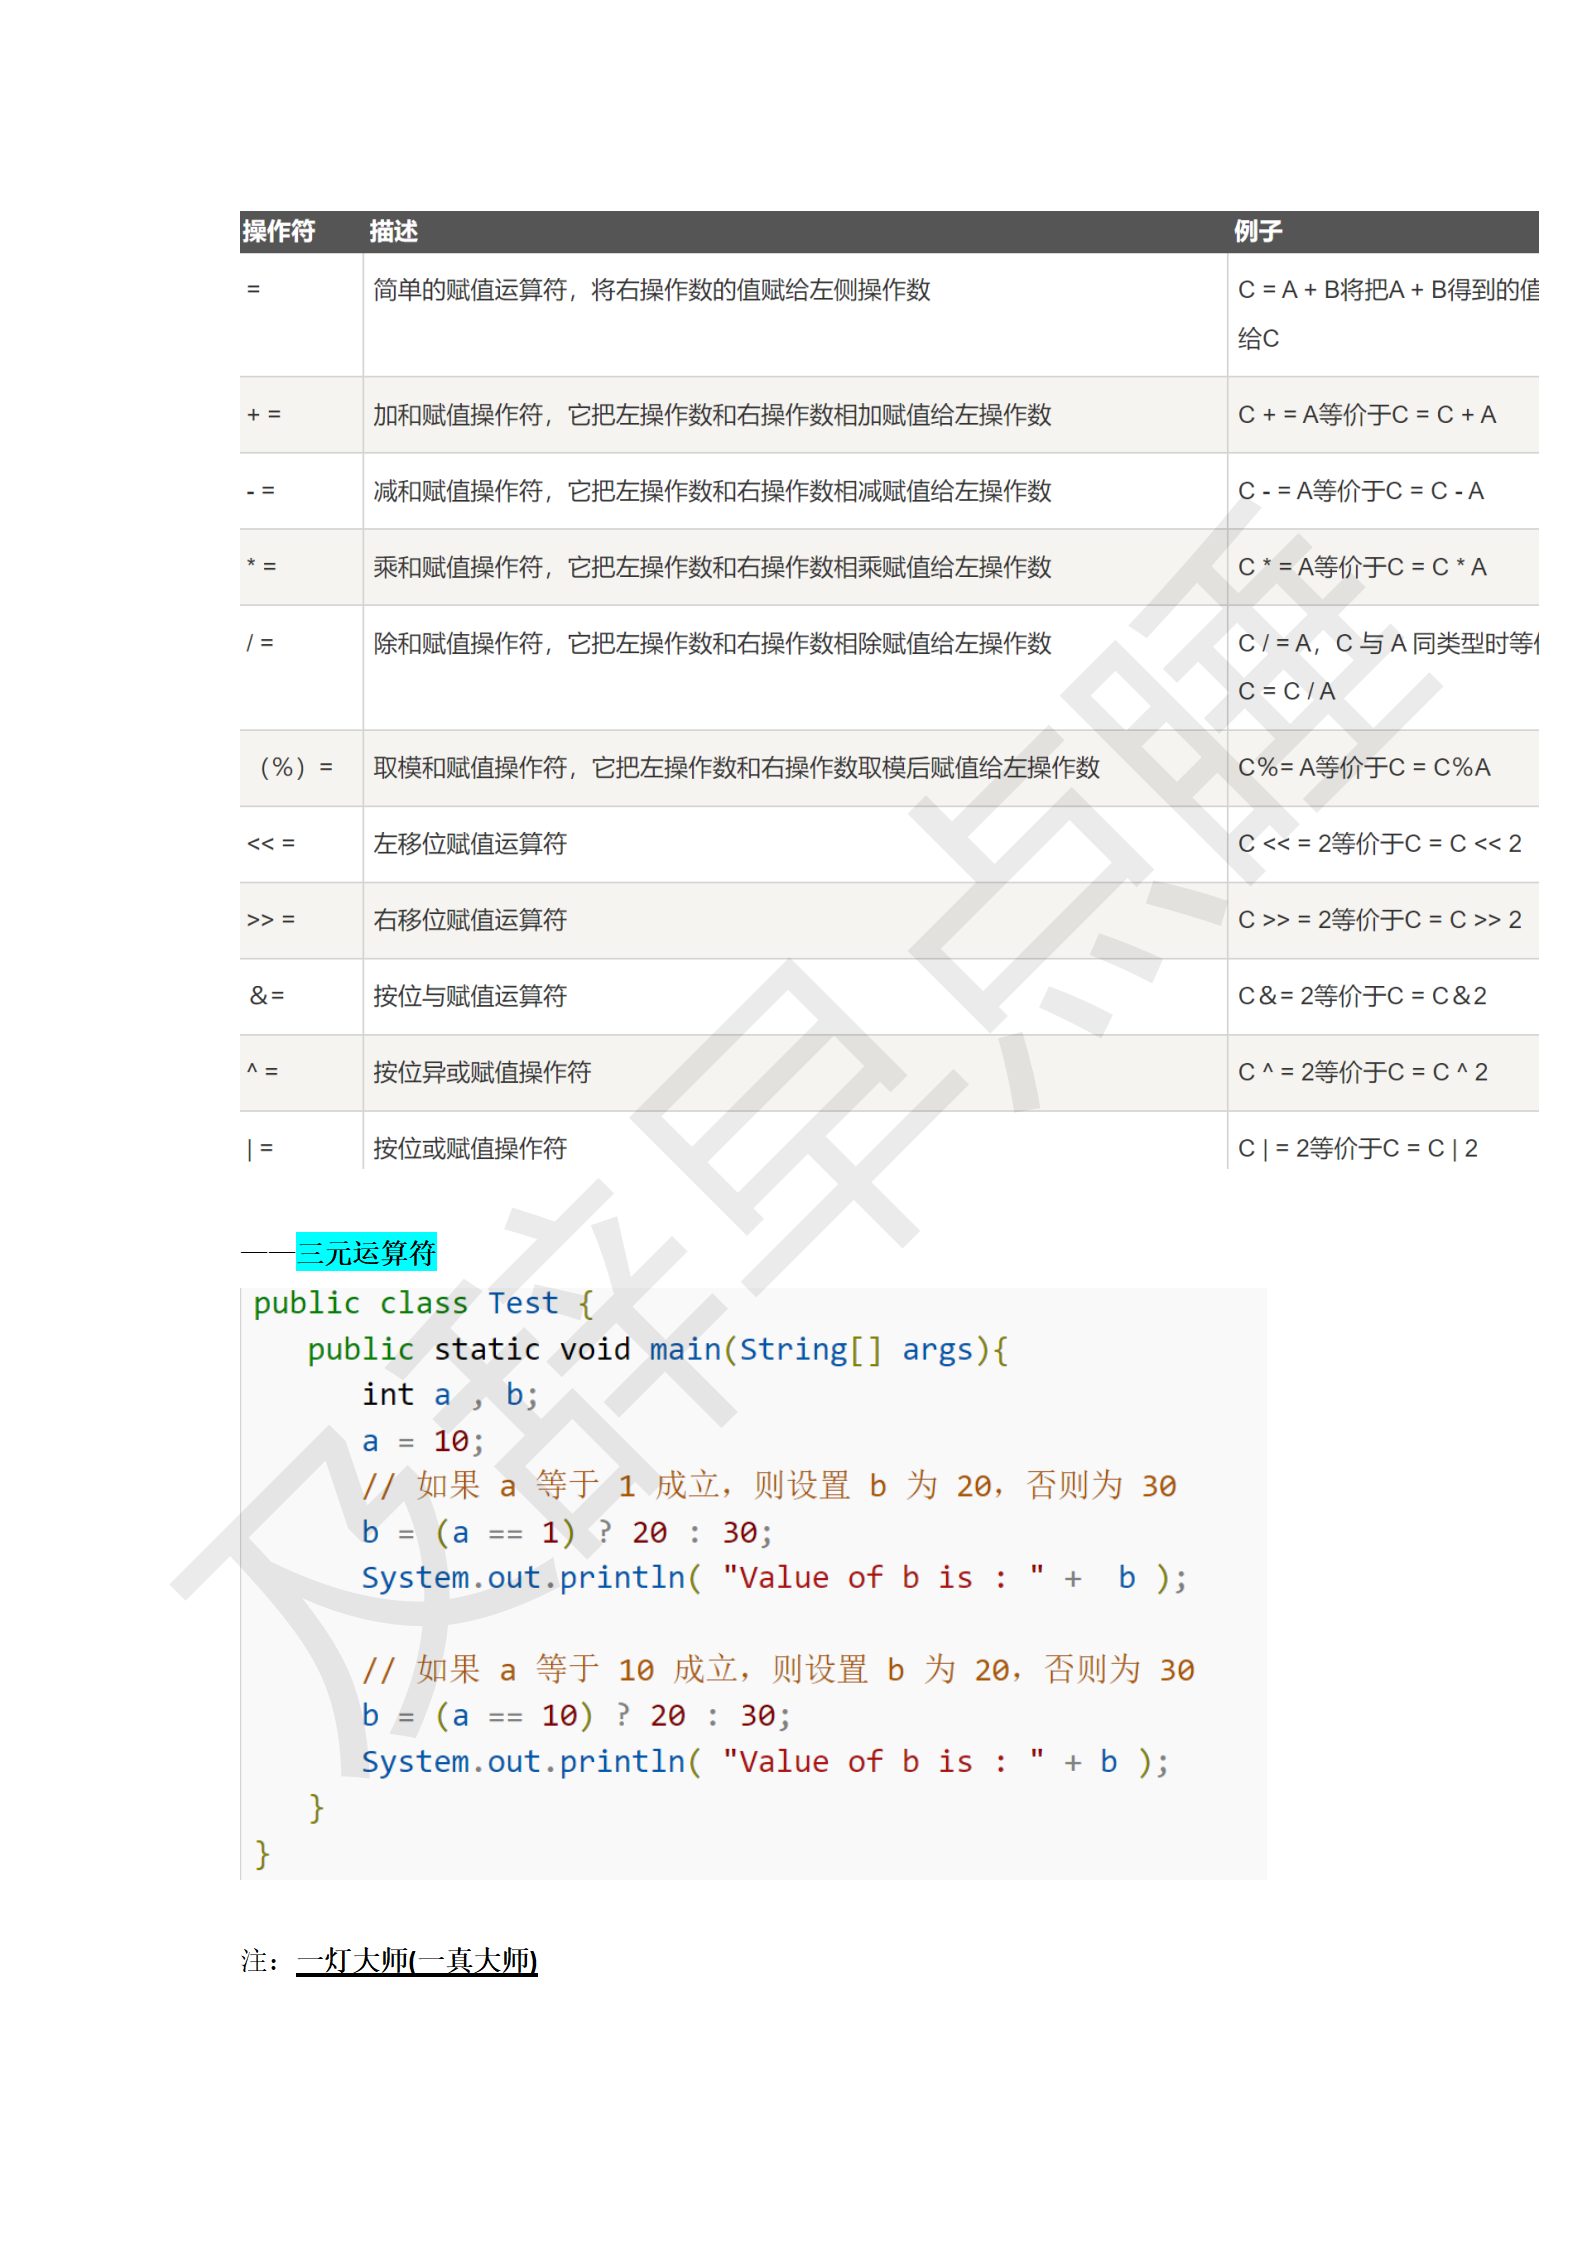 操作符 描述 例子
= 简单的赋值运算符，将右操作数的值赋给左侧操作数 C = A + B将把A + B得到的值
给C
+ = 加和赋值操作符，它把左操作数和右操作数相加赋值给左操作数 C + = A等价于C = C + A
- = 减和赋值操作符，它把左操作数和右操作数相减赋值给左操作数 C - = A等价于C = C - A
* = 乘和赋值操作符，它把左操作数和右操作数相乘赋值给左操作数 C * = A等价于C = C * A
/ = 除和赋值操作符，它把左操作数和右操作数相除赋值给左操作数 C / = A，C 与 A 同类型时等
C = C / A
（%）= 取模和赋值操作符，它把左操作数和右操作数取模后赋值给左操作数 C％= A等价于C = C％A
<< = 左移位赋值运算符 C << = 2等价于C = C << 2
>> = 右移位赋值运算符 C >> = 2等价于C = C >> 2
＆= 按位与赋值运算符 C＆= 2等价于C = C＆2
^ = 按位异或赋值操作符 C ^ = 2等价于C = C ^ 2
| = 按位或赋值操作符 C | = 2等价于C = C | 2
——三元运算符
public class Test {
public static void main(String[] args){
int a , b;
a = 10;
// 如果 a 等于 1 成立，则设置 b 为 20，否则为 30
b = (a == 1) ? 20 : 30;
System.out.println( "Value of b is : " +  b );
// 如果 a 等于 10 成立，则设置 b 为 20，否则为 30
b = (a == 10) ? 20 : 30;
System.out.println( "Value of b is : " + b );
}
}
注：一灯大师(一真大师)
及辞早点睡